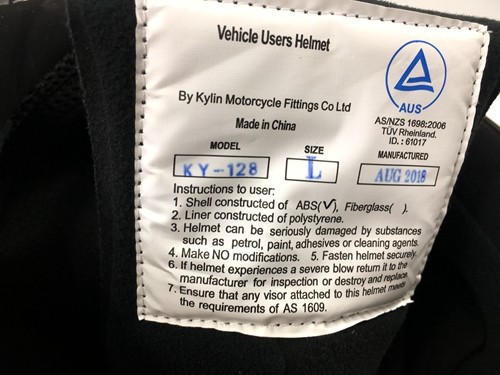 Vehicle Users Helmet
AUS
By Kylin Motorcycle Fittings Co Ltd
Made in China
AS/NZS 1698:2006
TÜV Rheinland.
ID. : 61017
MODEL
SIZE
MANUFACTURED
KY-128
L
AUG 2018
Instructions to user:
1. Shell constructed of ABS(✓), Fiberglass( ).
2. Liner constructed of polystyrene.
3. Helmet can be seriously damaged by substances
such as petrol, paint, adhesives or cleaning agents.
4. Make NO modifications. 5. Fasten helmet securely.
6. If helmet experiences a severe blow return it to the
manufacturer for inspection or destroy and replace.
7. Ensure that any visor attached to this helmet meets
the requirements of AS 1609.